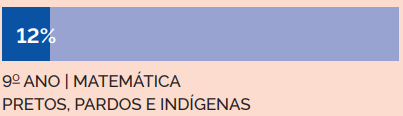 12%
9º ANO | MATEMÁTICA
PRETOS, PARDOS E INDÍGENAS